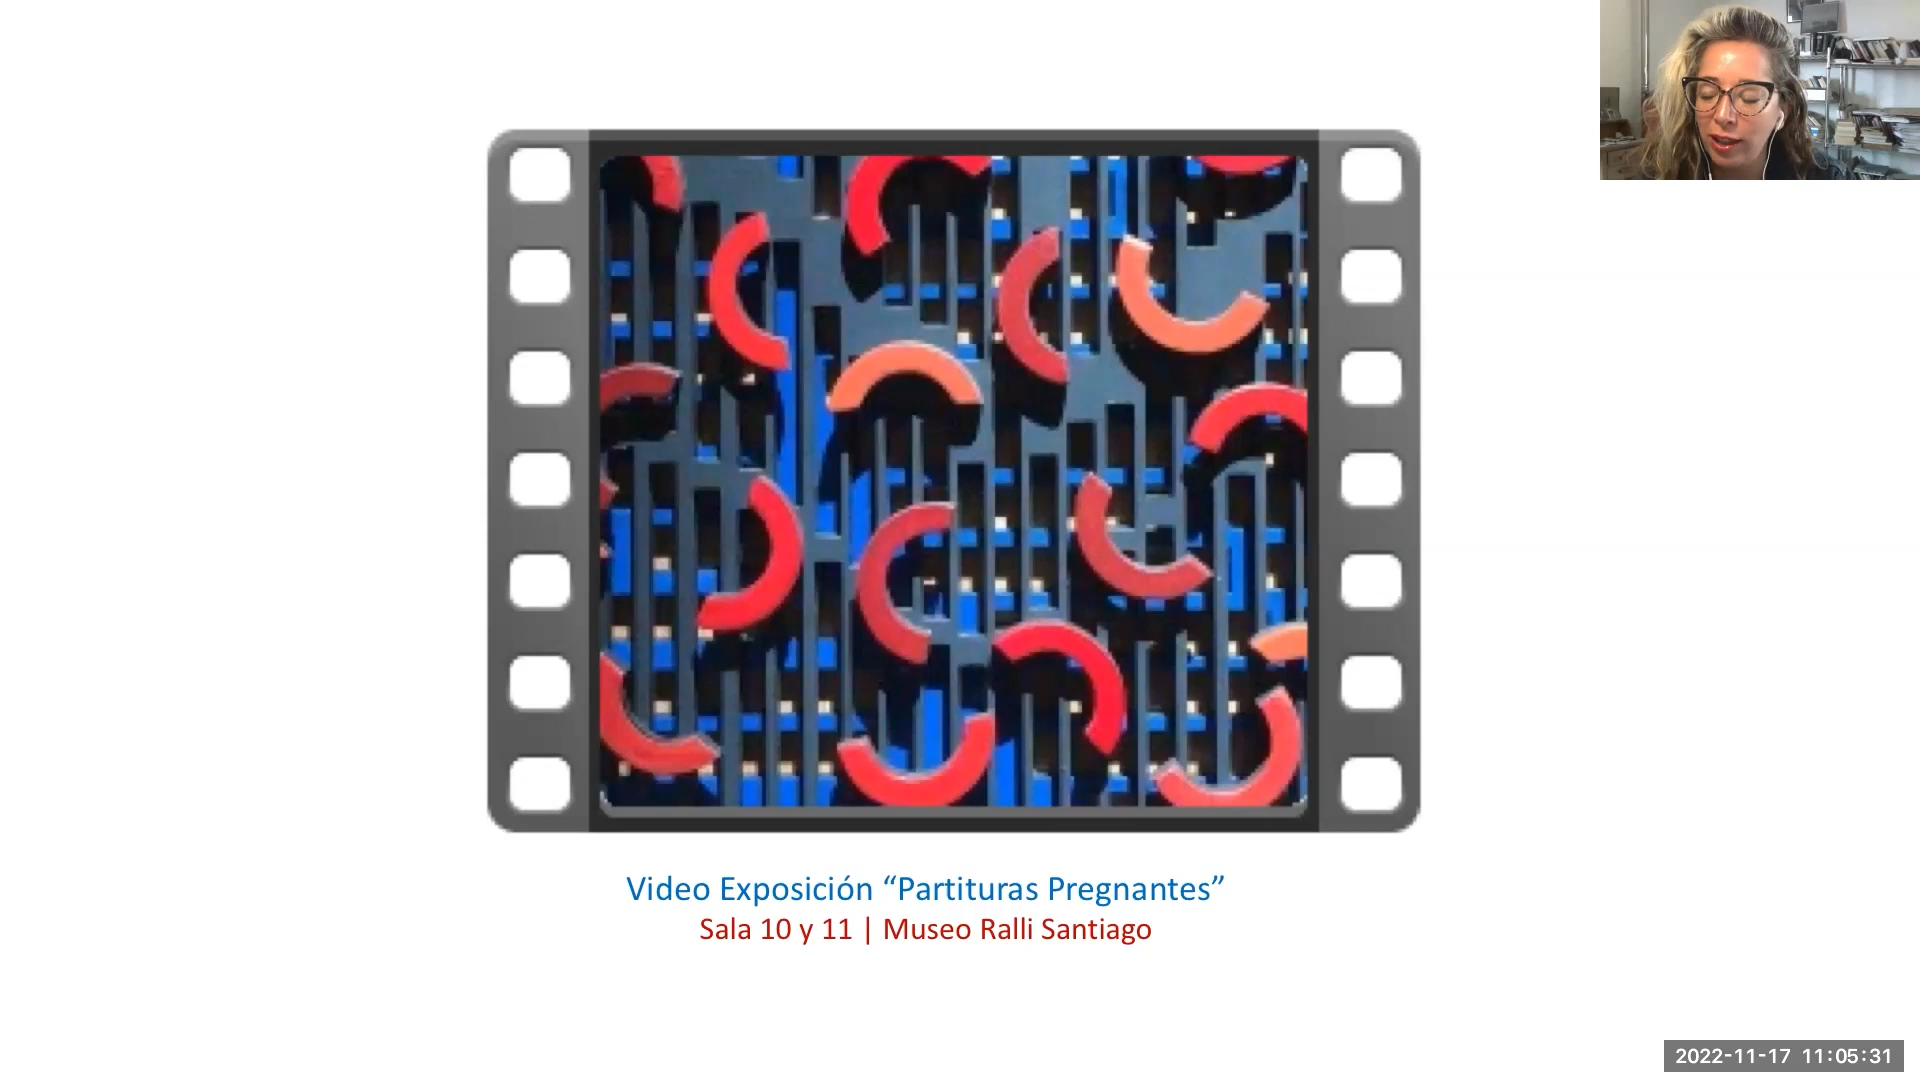 Video Exposición “Partituras Pregnantes”
Sala 10 y 11 | Museo Ralli Santiago
2022-11-17 11:05:31